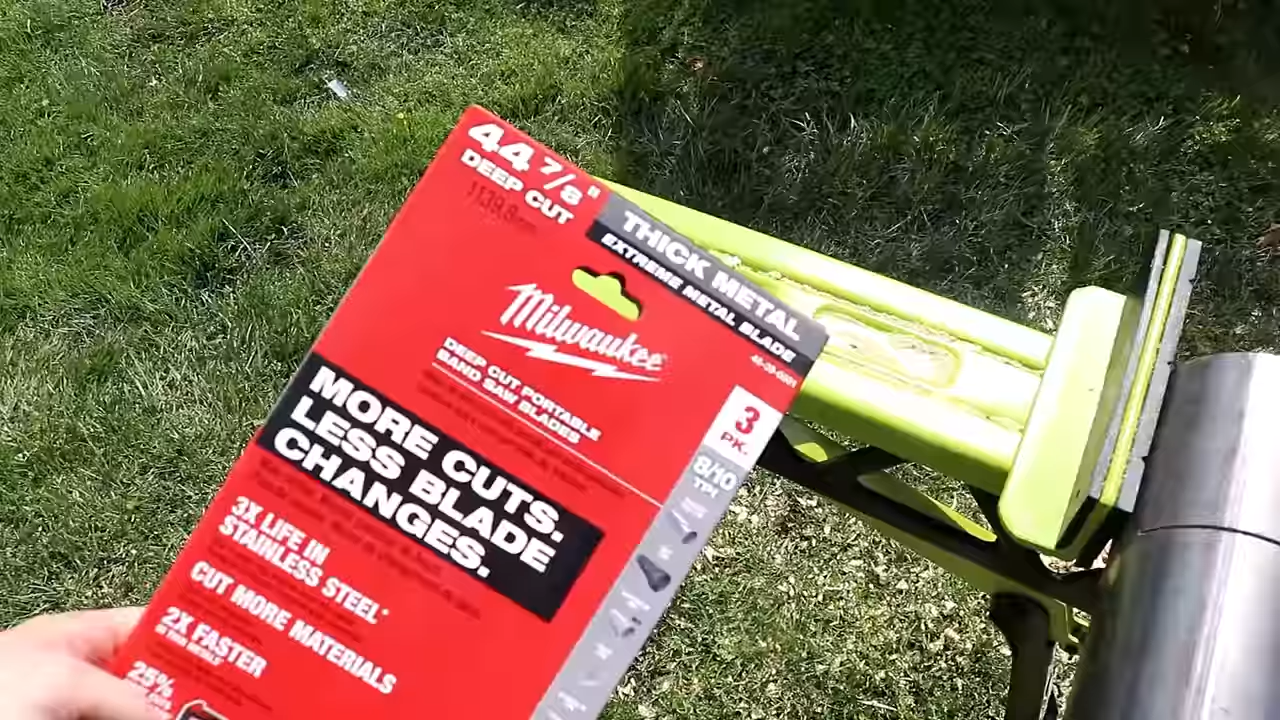 44 7/8"
DEEP CUT
THICK METAL
EXTREME METAL BLADE
Milwaukee
DEEP CUT PORTABLE
BAND SAW BLADES
3
PK.
8/10
TPI
MORE CUTS.
LESS BLADE
CHANGES.
3X LIFE IN
STAINLESS STEEL*
CUT MORE MATERIALS
2X FASTER
25%